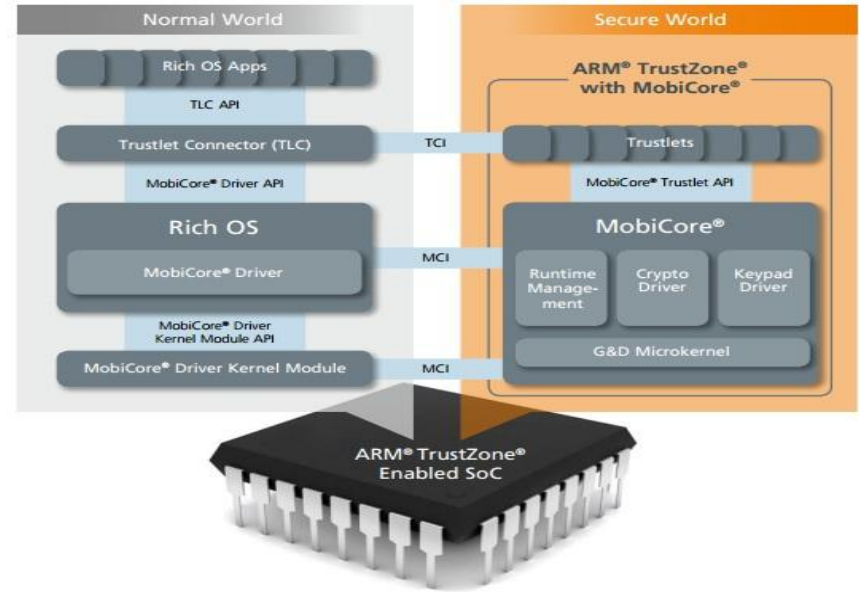 Normal World
Rich OS Apps
TLC API
Trustlet Connector (TLC)
MobiCore® Driver API
Rich OS
MobiCore® Driver
MobiCore® Driver
Kernel Module API
MobiCore® Driver Kernel Module
TCI
MCI
MCI
Secure World
ARM® TrustZone®
with MobiCore®
Trustlets
MobiCore® Trustlet API
MobiCore®
Runtime
Manage-
ment
Crypto
Driver
Keypad
Driver
G&D Microkernel
ARM® TrustZone®
Enabled SoC